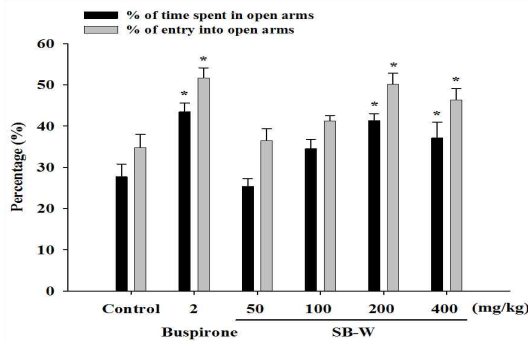 % of time spent in open arms
% of entry into open arms
Percentage (%)
60
50
40
30
20
10
0
* * * * * *
Control 2 50 100 200 400 (mg/kg)
Buspirone SB-W